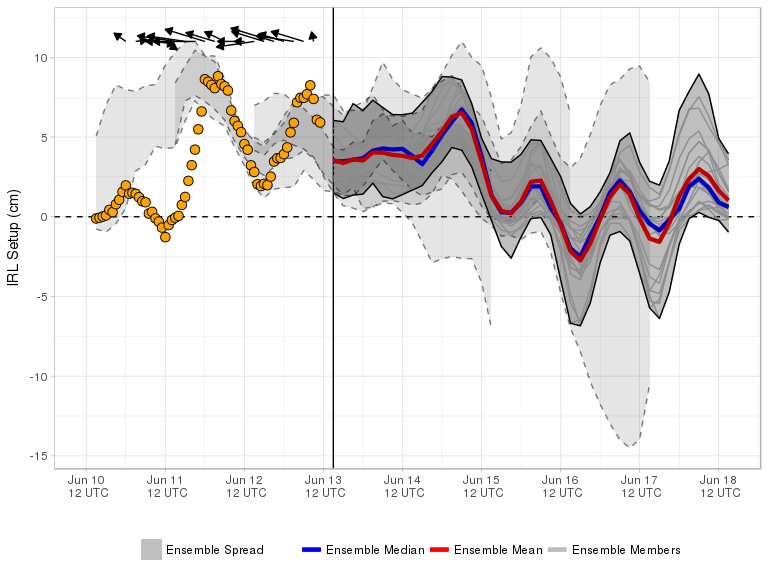 10
5
0
-5
-10
-15
IRL Setup (cm)
Jun 10 Jun 11 Jun 12 Jun 13 Jun 14 Jun 15 Jun 16 Jun 17 Jun 18
12 UTC 12 UTC 12 UTC 12 UTC 12 UTC 12 UTC 12 UTC 12 UTC 12 UTC
Ensemble Spread Ensemble Median Ensemble Mean Ensemble Members